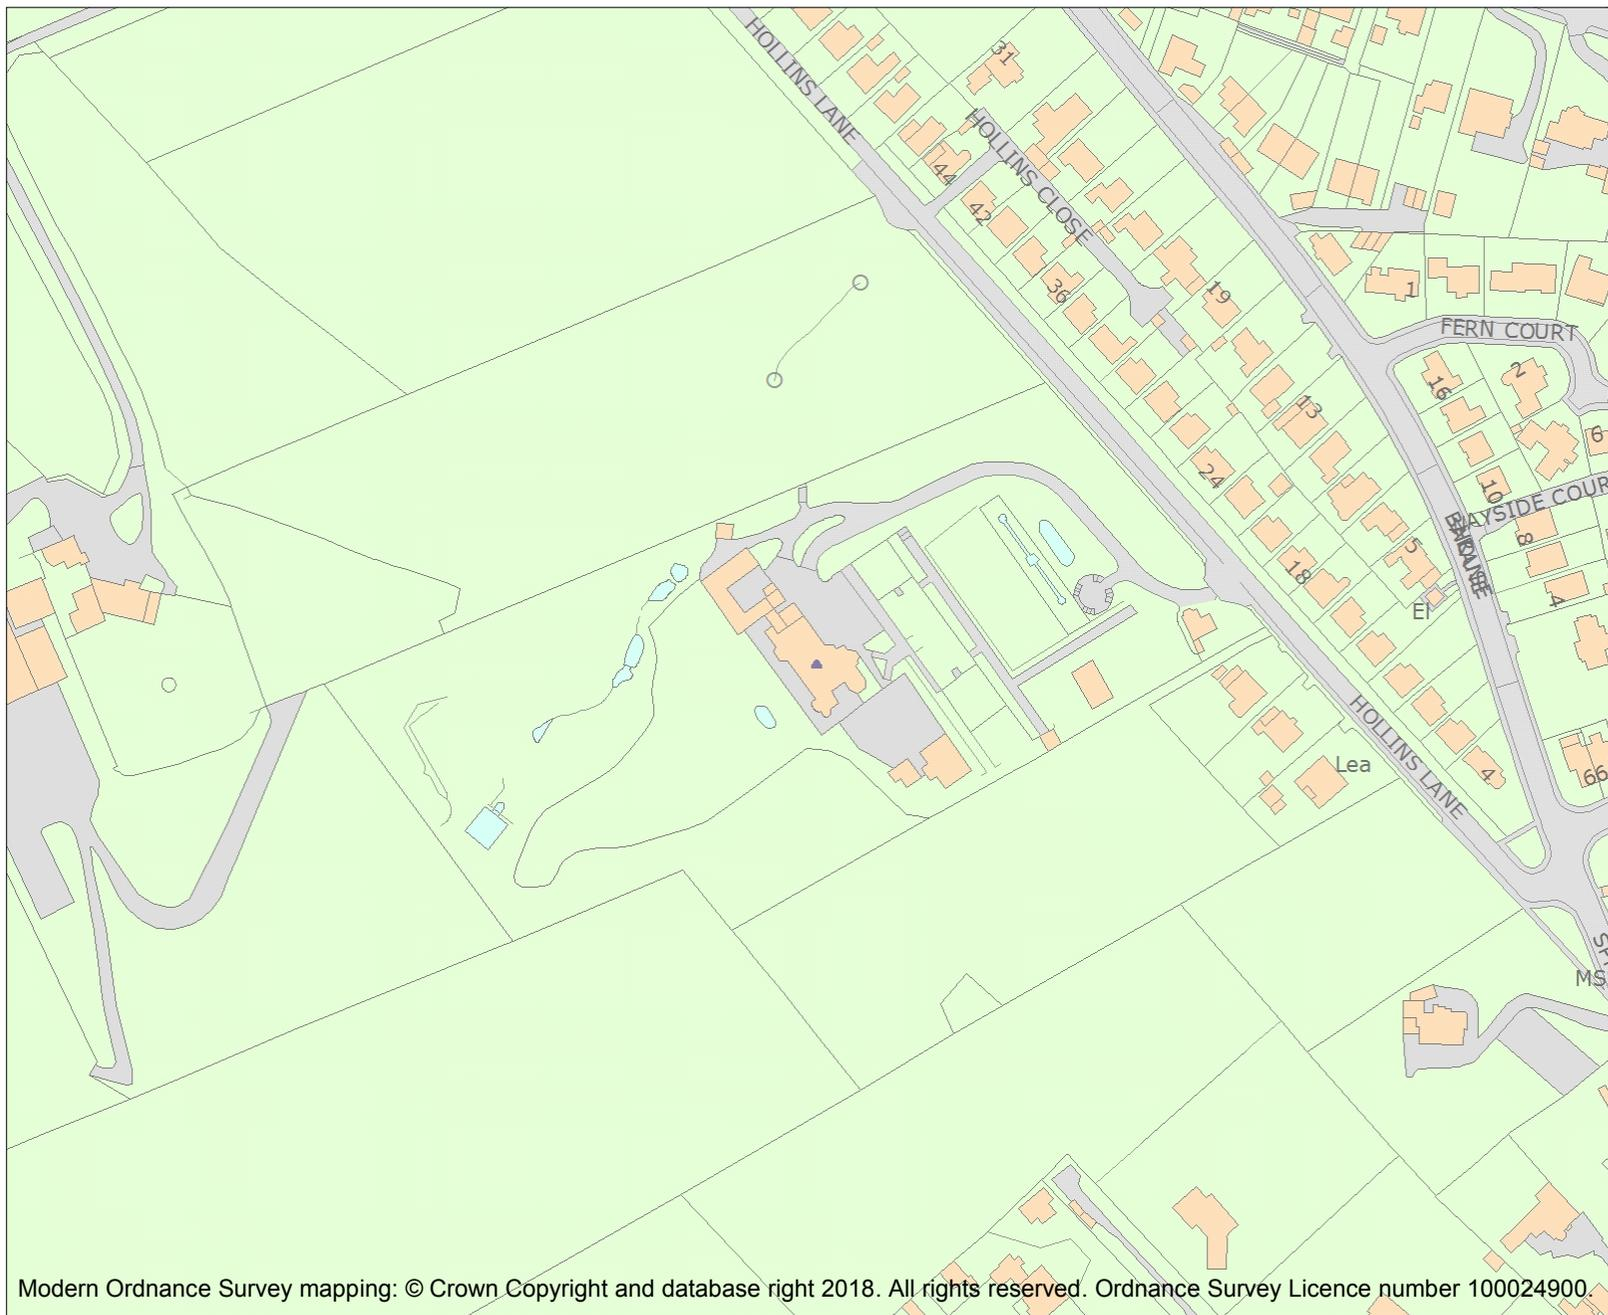 HOLLINS LANE
31
HOLLINS CLOSE
44
42
36
19
1
FERN COURT
16
2
13
6
24
10
5
8
18
4
El
HOLLINS LANE
Lea
4
66
MS
Modern Ordnance Survey mapping: © Crown Copyright and database right 2018. All rights reserved. Ordnance Survey Licence number 100024900.